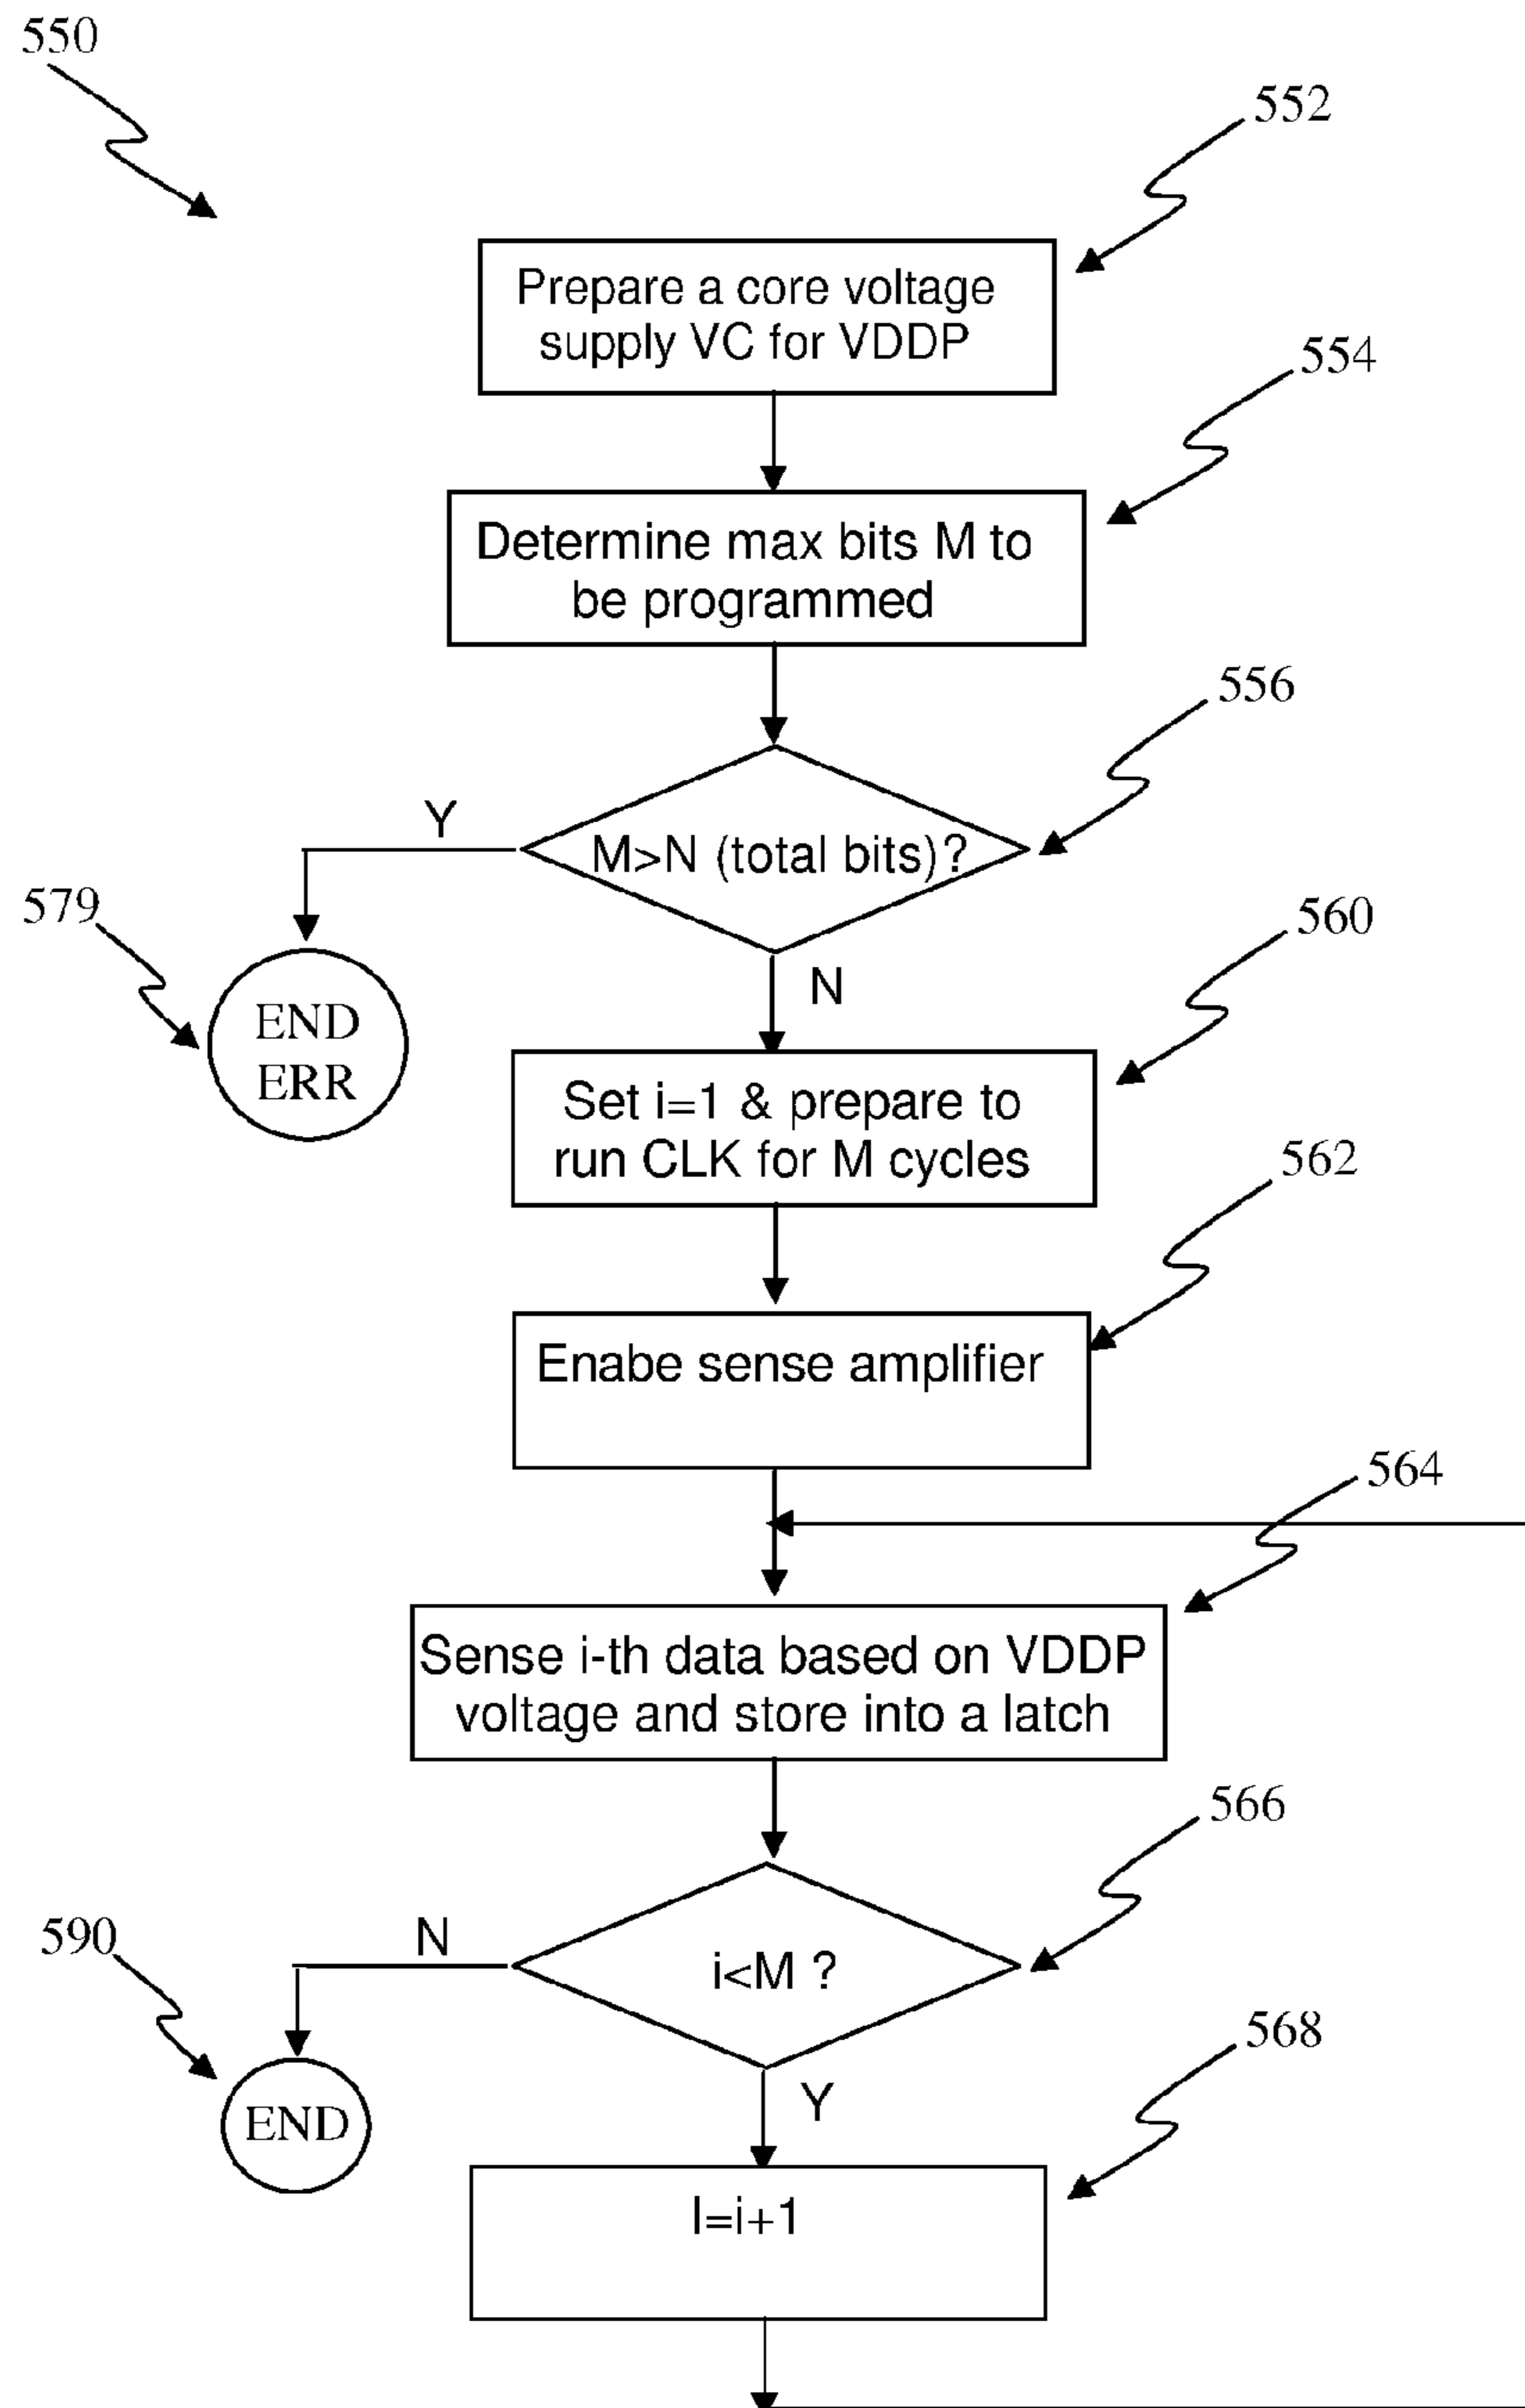 550
552
Prepare a core voltage
supply VC for VDDP
554
Determine max bits M to
be programmed
556
Y
M>N (total bits)?
579
560
N
END
ERR
Set i=1 & prepare to
run CLK for M cycles
562
Enabe sense amplifier
564
Sense i-th data based on VDDP
voltage and store into a latch
566
590
N
i<M ?
568
Y
END
I=i+1